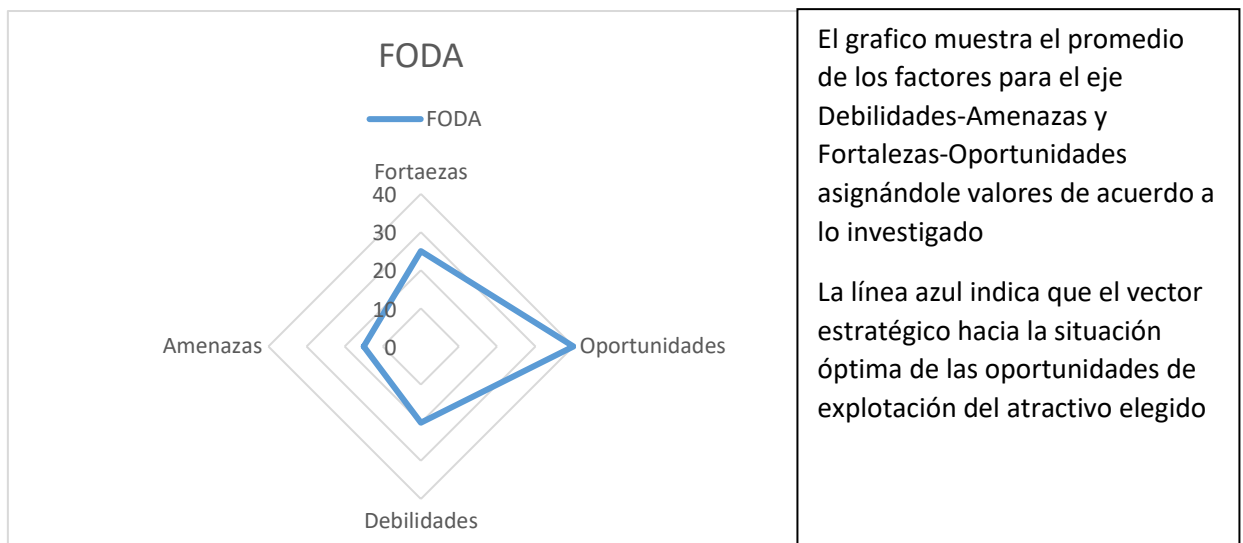 FODA
FODA
Fortaezas
40
30
20
10
0
Amenazas
Oportunidades
Debilidades
El grafico muestra el promedio
de los factores para el eje
Debilidades-Amenazas y
Fortalezas-Oportunidades
asignándole valores de acuerdo a
lo investigado
La línea azul indica que el vector
estratégico hacia la situación
óptima de las oportunidades de
explotación del atractivo elegido